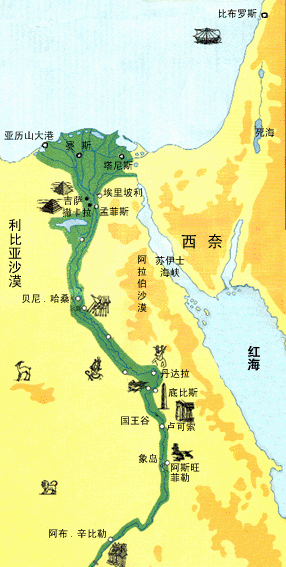 比布罗斯
死海
亚历山大港
赛斯
塔尼斯
埃里坡利
吉萨
撒卡拉
孟菲斯
利比亚沙漠
阿拉伯沙漠
苏伊士
海峡
西奈
贝尼．哈桑
红海
丹达拉
底比斯
国王谷
卢可索
象岛
阿斯旺
菲勒
阿布．辛比勒